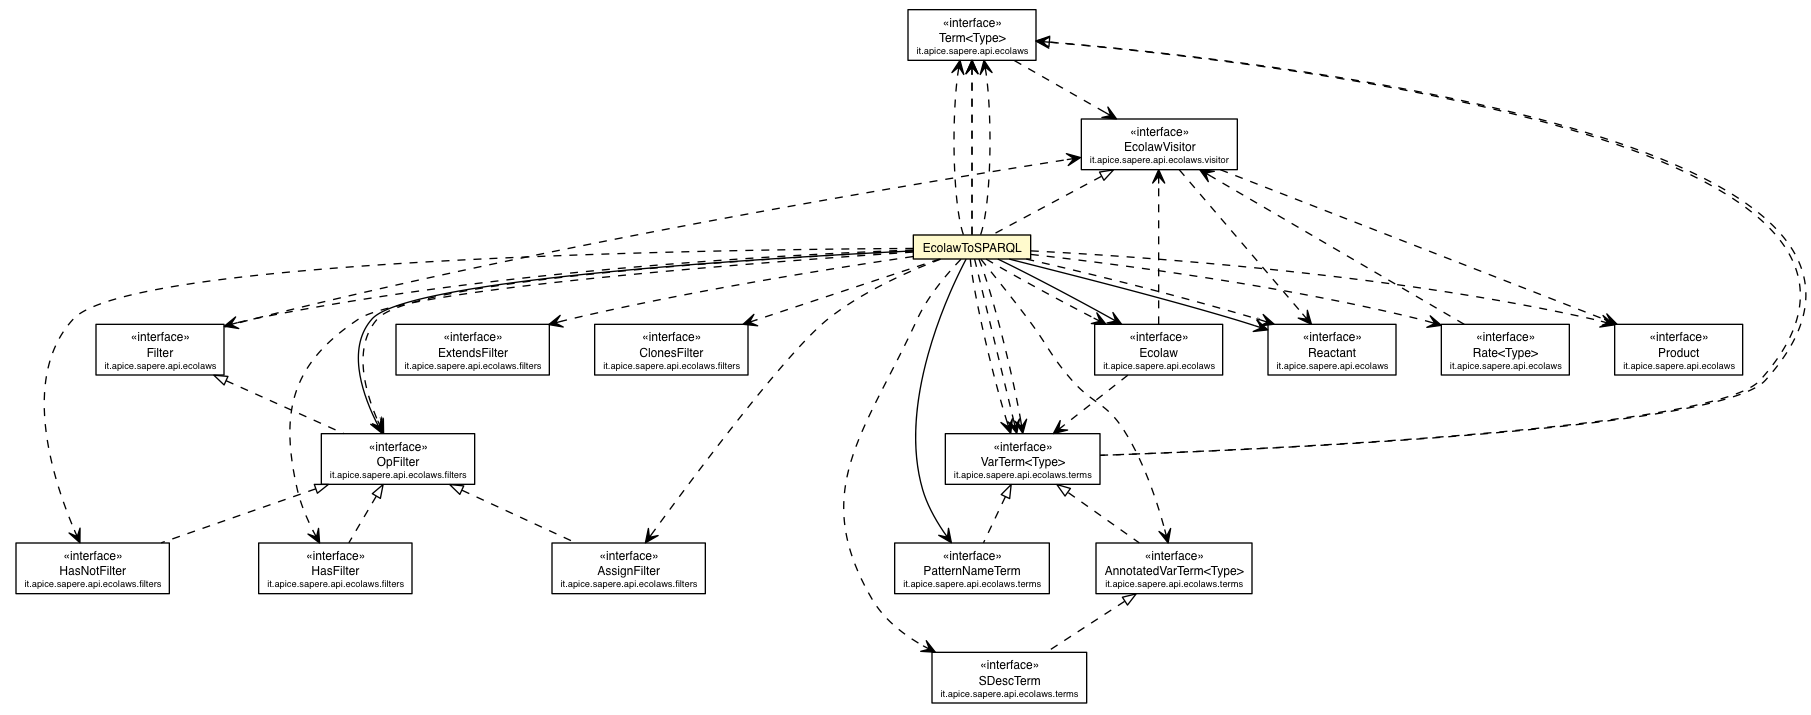 «interface»
Term<Type>
it.apice.sapere.api.ecolaws
«interface»
EcolawVisitor
it.apice.sapere.api.ecolaws.visitor
EcolawToSPARQL
«interface»
Filter
it.apice.sapere.api.ecolaws
«interface»
ExtendsFilter
it.apice.sapere.api.ecolaws.filters
«interface»
ClonesFilter
it.apice.sapere.api.ecolaws.filters
«interface»
Ecolaw
it.apice.sapere.api.ecolaws
«interface»
Reactant
it.apice.sapere.api.ecolaws
«interface»
Rate<Type>
it.apice.sapere.api.ecolaws
«interface»
Product
it.apice.sapere.api.ecolaws
«interface»
OpFilter
it.apice.sapere.api.ecolaws.filters
«interface»
VarTerm<Type>
it.apice.sapere.api.ecolaws.terms
«interface»
HasNotFilter
it.apice.sapere.api.ecolaws.filters
«interface»
HasFilter
it.apice.sapere.api.ecolaws.filters
«interface»
AssignFilter
it.apice.sapere.api.ecolaws.filters
«interface»
PatternNameTerm
it.apice.sapere.api.ecolaws.terms
«interface»
AnnotatedVarTerm<Type>
it.apice.sapere.api.ecolaws.terms
«interface»
SDescTerm
it.apice.sapere.api.ecolaws.terms